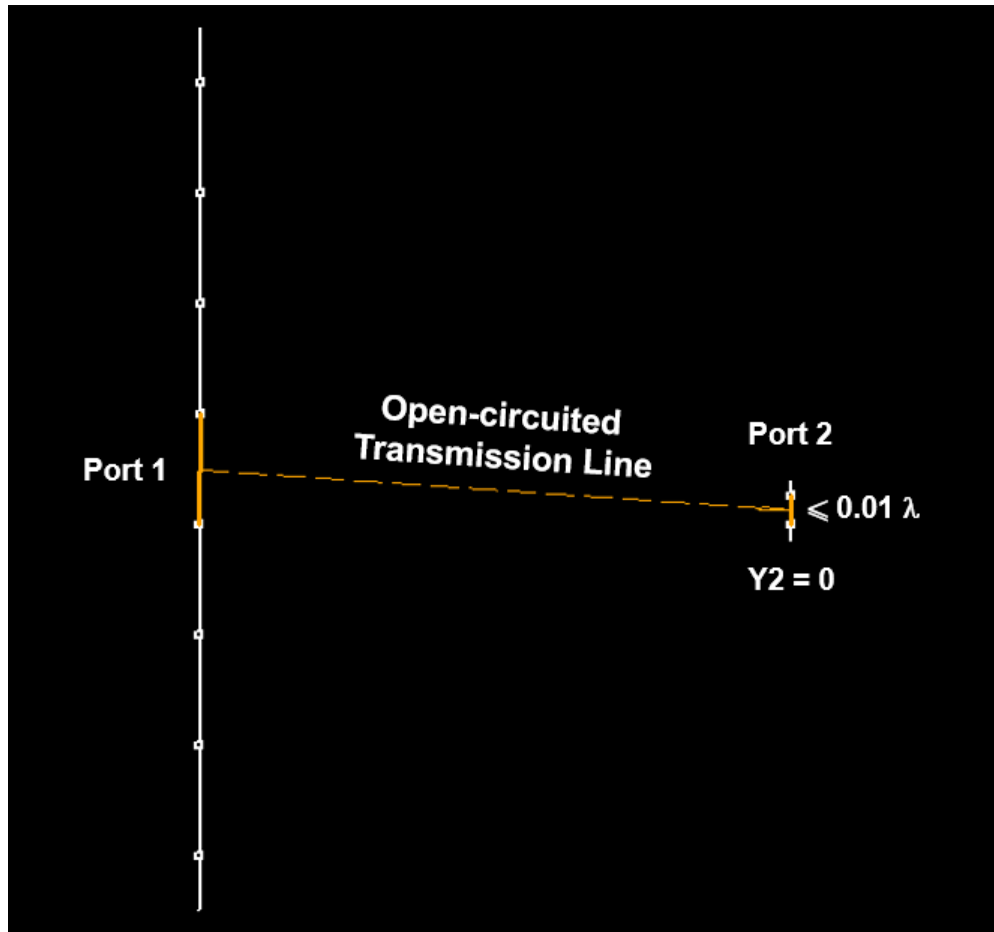 Open-circuited
Transmission Line
Port 1
Port 2
⩽ 0.01 λ
Y2 = 0